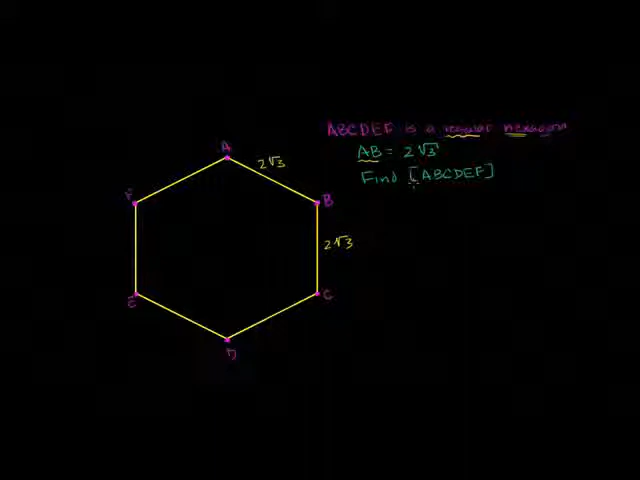 ABCDEF is a regular hexagon
AB = 2√3
Find [ABCDEF]
A
2√3
F
B
2√3
E
C
D